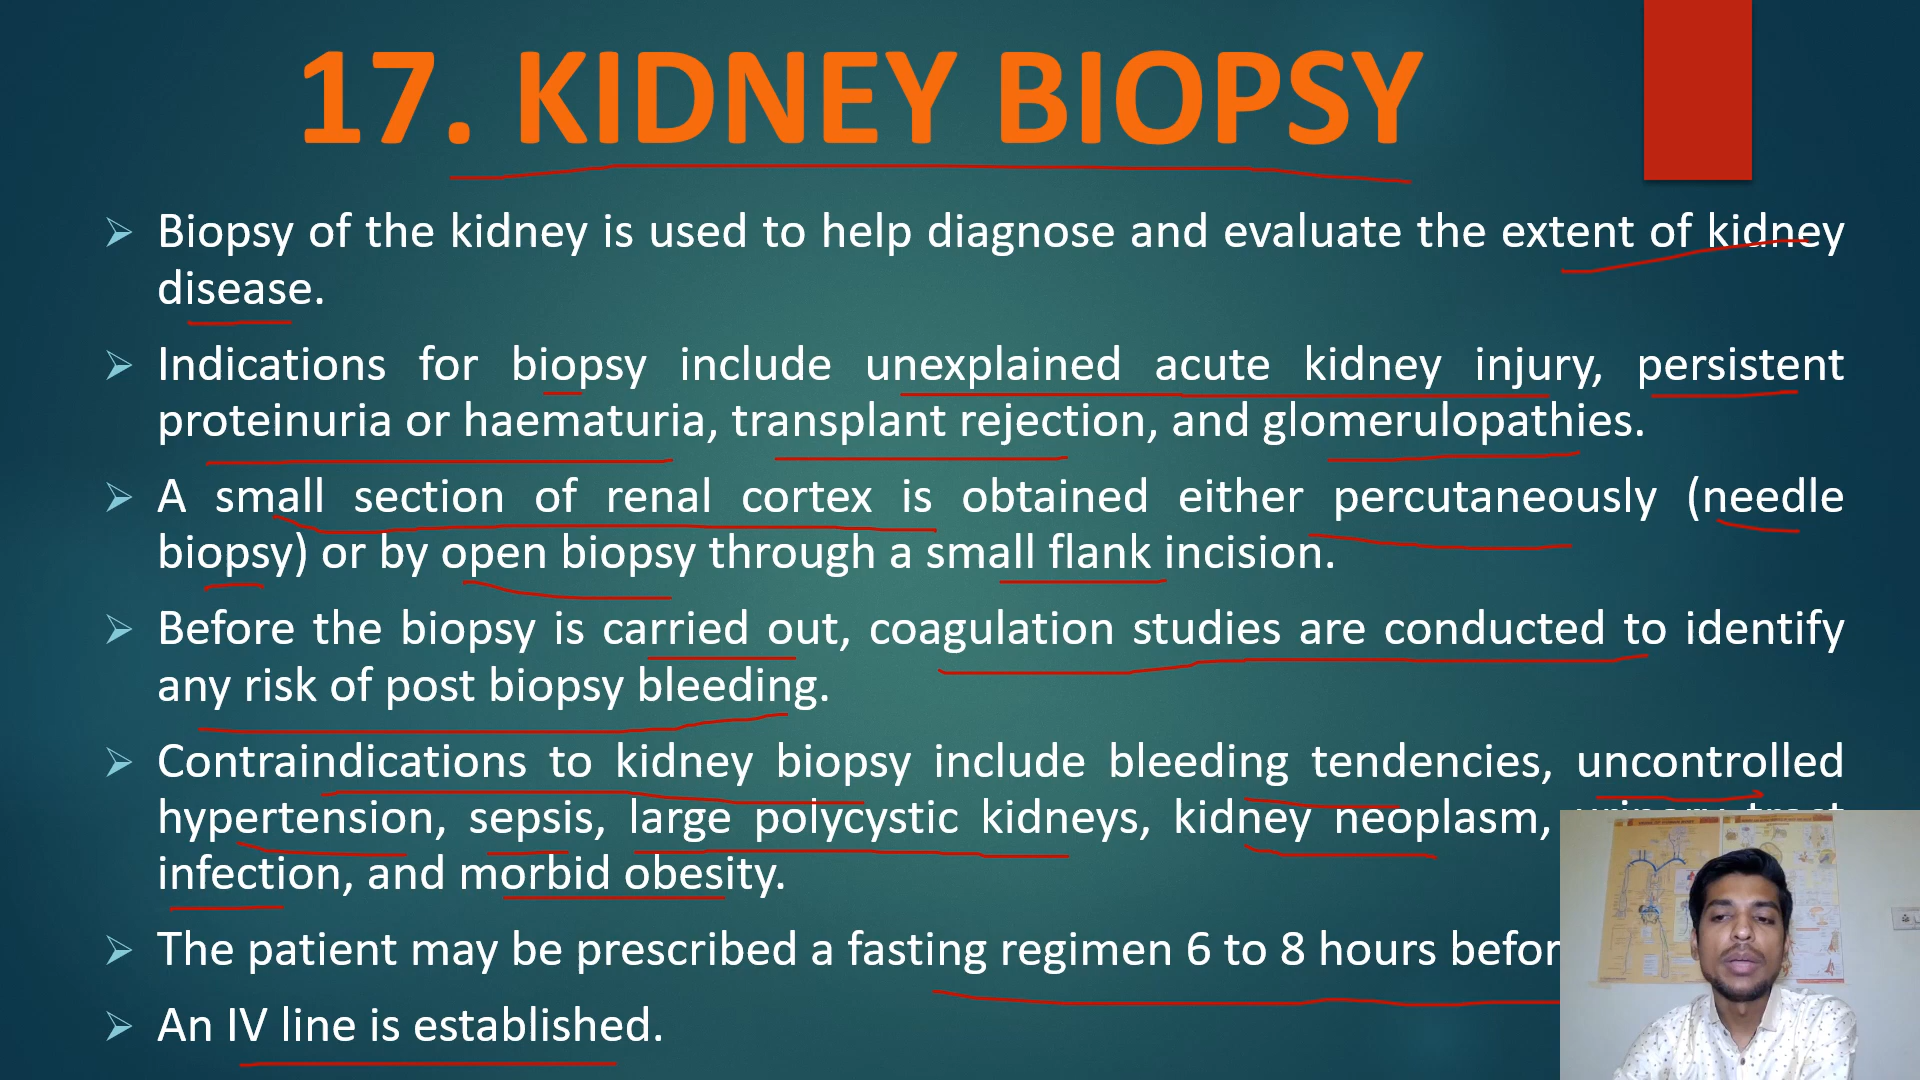 17. KIDNEY BIOPSY
Biopsy of the kidney is used to help diagnose and evaluate the extent of kidney
disease.
Indications for biopsy include unexplained acute kidney injury, persistent
proteinuria or haematuria, transplant rejection, and glomerulopathies.
A small section of renal cortex is obtained either percutaneously (needle
biopsy) or by open biopsy through a small flank incision.
Before the biopsy is carried out, coagulation studies are conducted to identify
any risk of post biopsy bleeding.
Contraindications to kidney biopsy include bleeding tendencies, uncontrolled
hypertension, sepsis, large polycystic kidneys, kidney neoplasm,
infection, and morbid obesity.
The patient may be prescribed a fasting regimen 6 to 8 hours
An IV line is established.